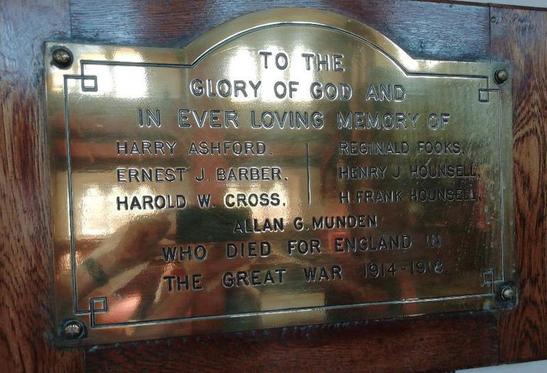 TO THE
GLORY OF GOD AND
IN EVER LOVING MEMORY OF
HARRY ASHFORD.
ERNEST J. BARBER.
HAROLD W. CROSS.
REGINALD FOOKS.
HENRY J HOUNSELL.
H. FRANK HOUNSELL.
ALLAN G. MUNDEN
WHO DIED FOR ENGLAND IN
THE GREAT WAR 1914-1918.